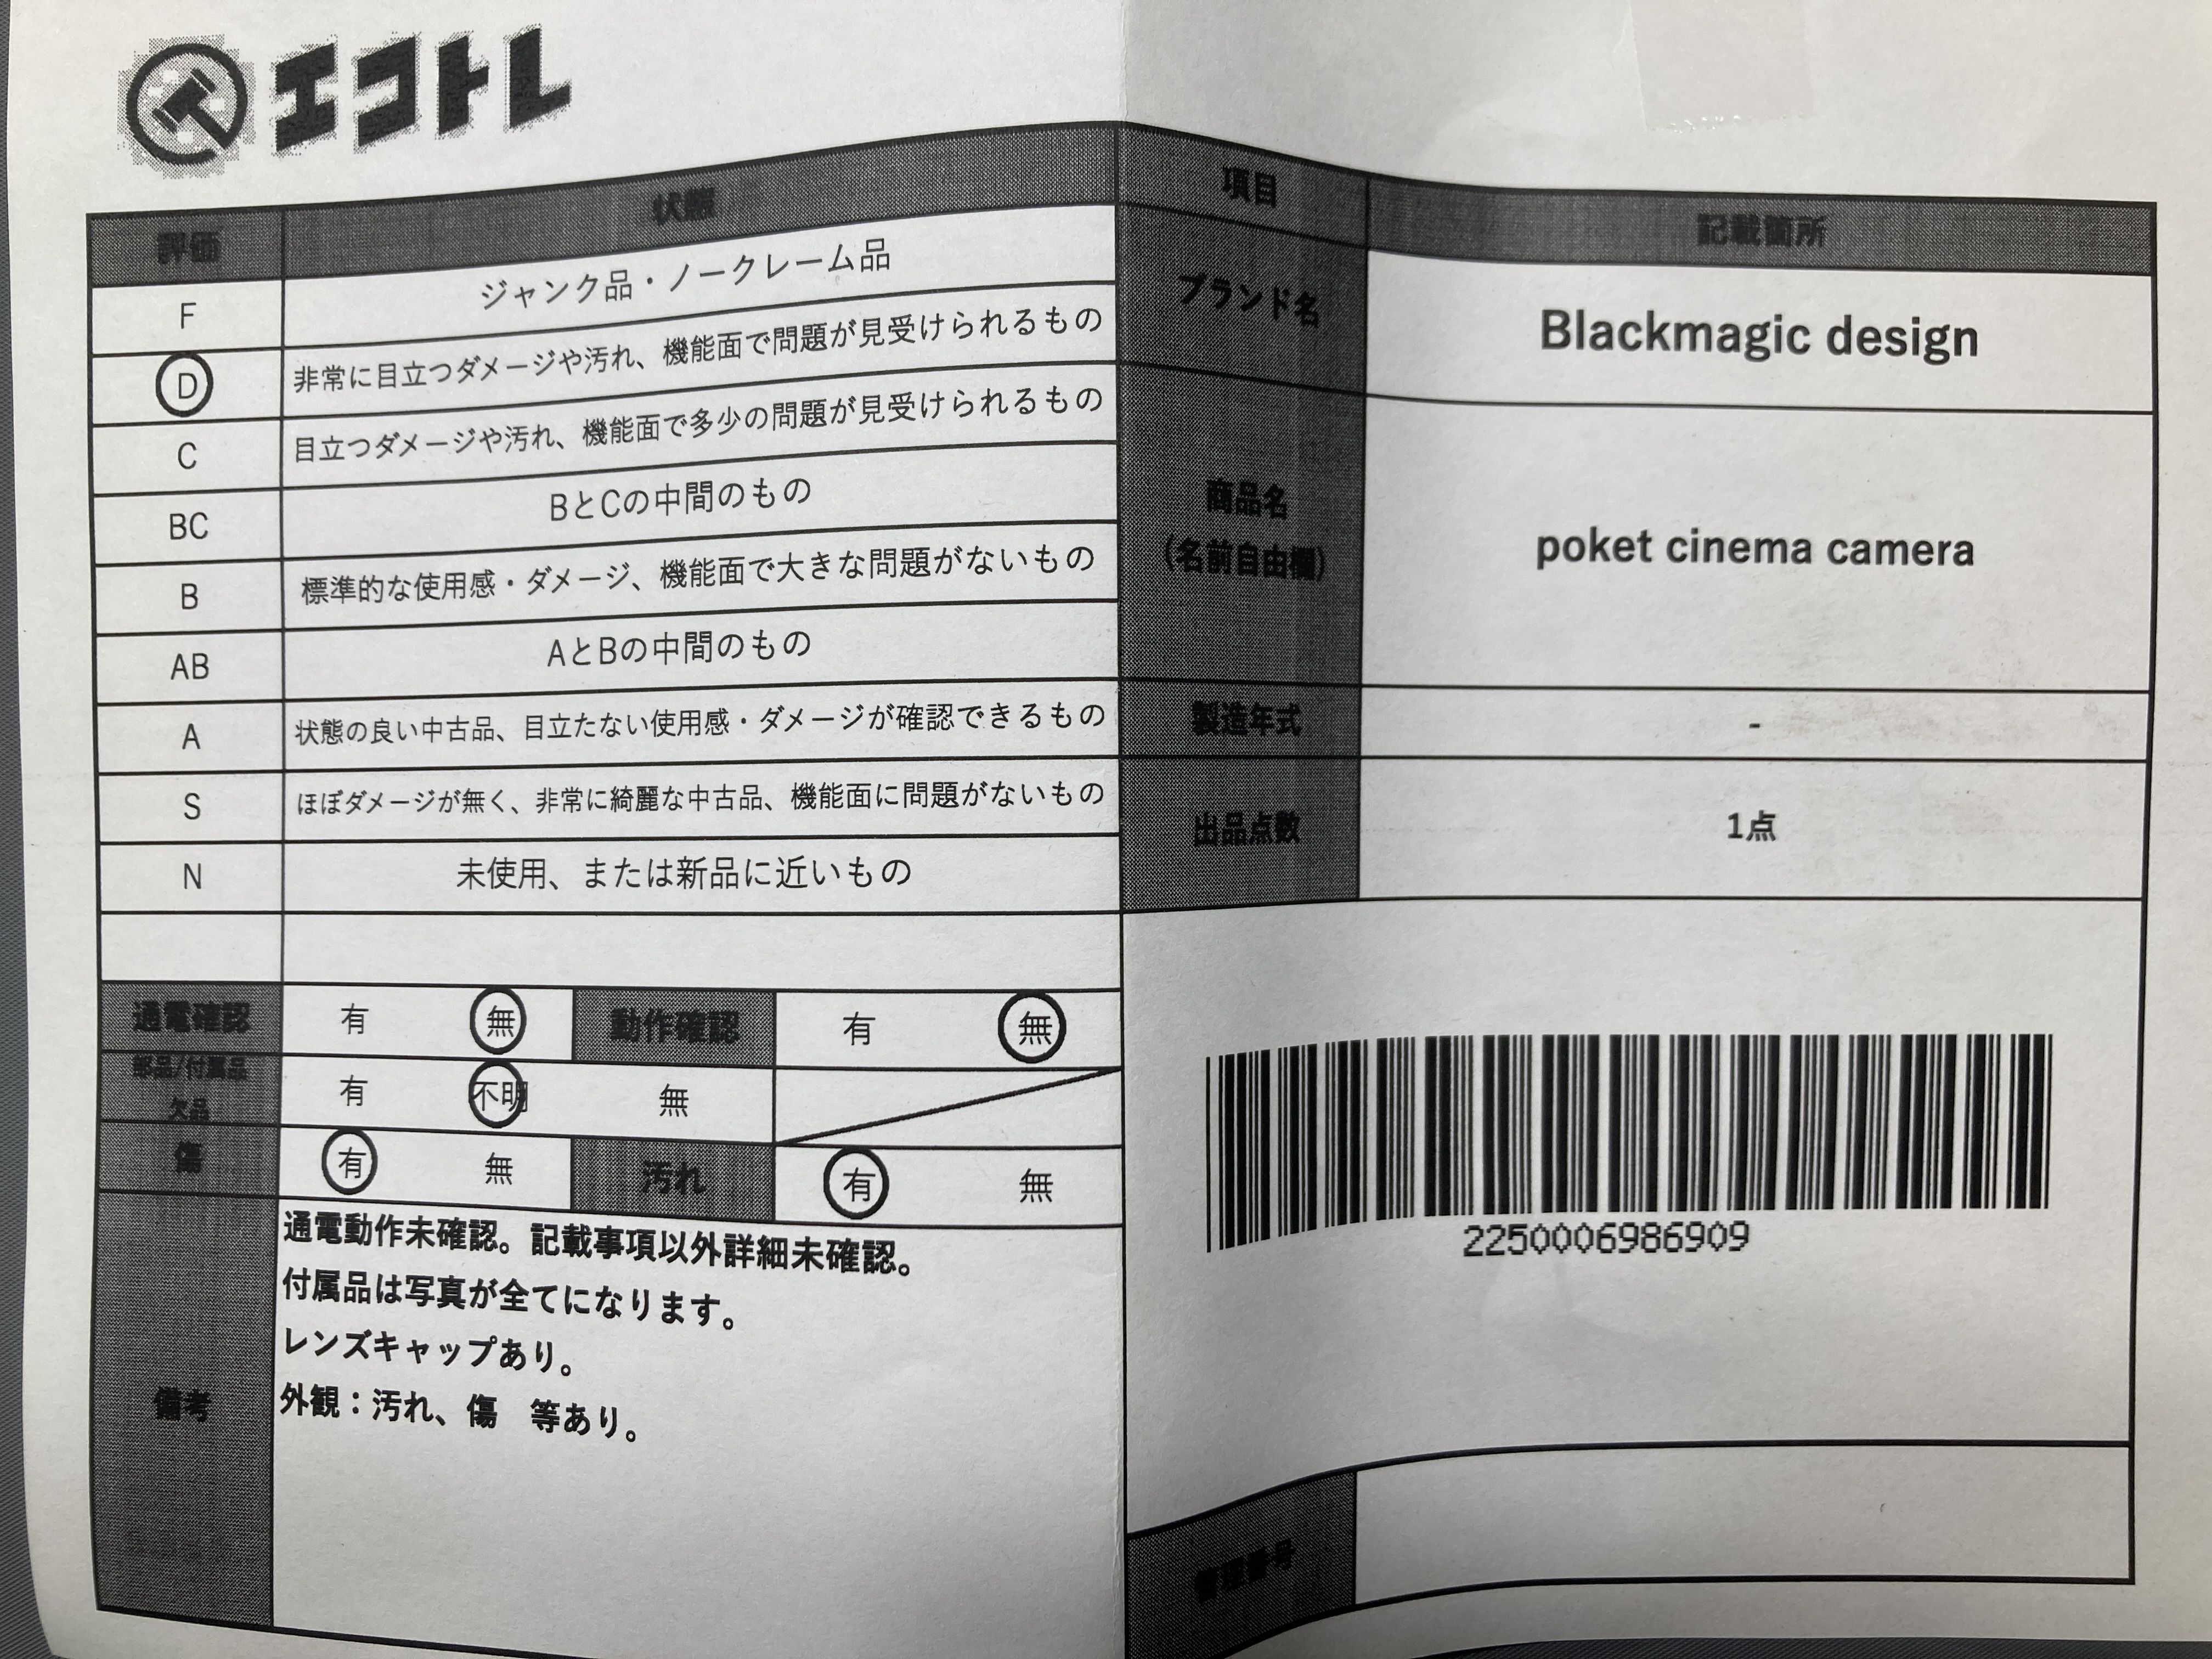 エコトレ
評価 状態
F ジャンク品・ノークレーム品
D 非常に目立つダメージや汚れ、機能面で問題が見受けられるもの
C 目立つダメージや汚れ、機能面で多少の問題が見受けられるもの
BC BとCの中間のもの
B 標準的な使用感・ダメージ、機能面で大きな問題がないもの
AB AとBの中間のもの
A 状態の良い中古品、目立たない使用感・ダメージが確認できるもの
S ほぼダメージが無く、非常に綺麗な中古品、機能面に問題がないもの
N 未使用、または新品に近いもの
通電確認 有 無 動作確認 有 無
部品/付属品
欠品 有 不明 無
傷 有 無 汚れ 有 無
備考
通電動作未確認。記載事項以外詳細未確認。
付属品は写真が全てになります。
レンズキャップあり。
外観：汚れ、傷　等あり。
項目 記載箇所
ブランド名 Blackmagic design
商品名
(名前自由欄) poket cinema camera
製造年式 -
出品点数 1点
2250006986909
管理番号